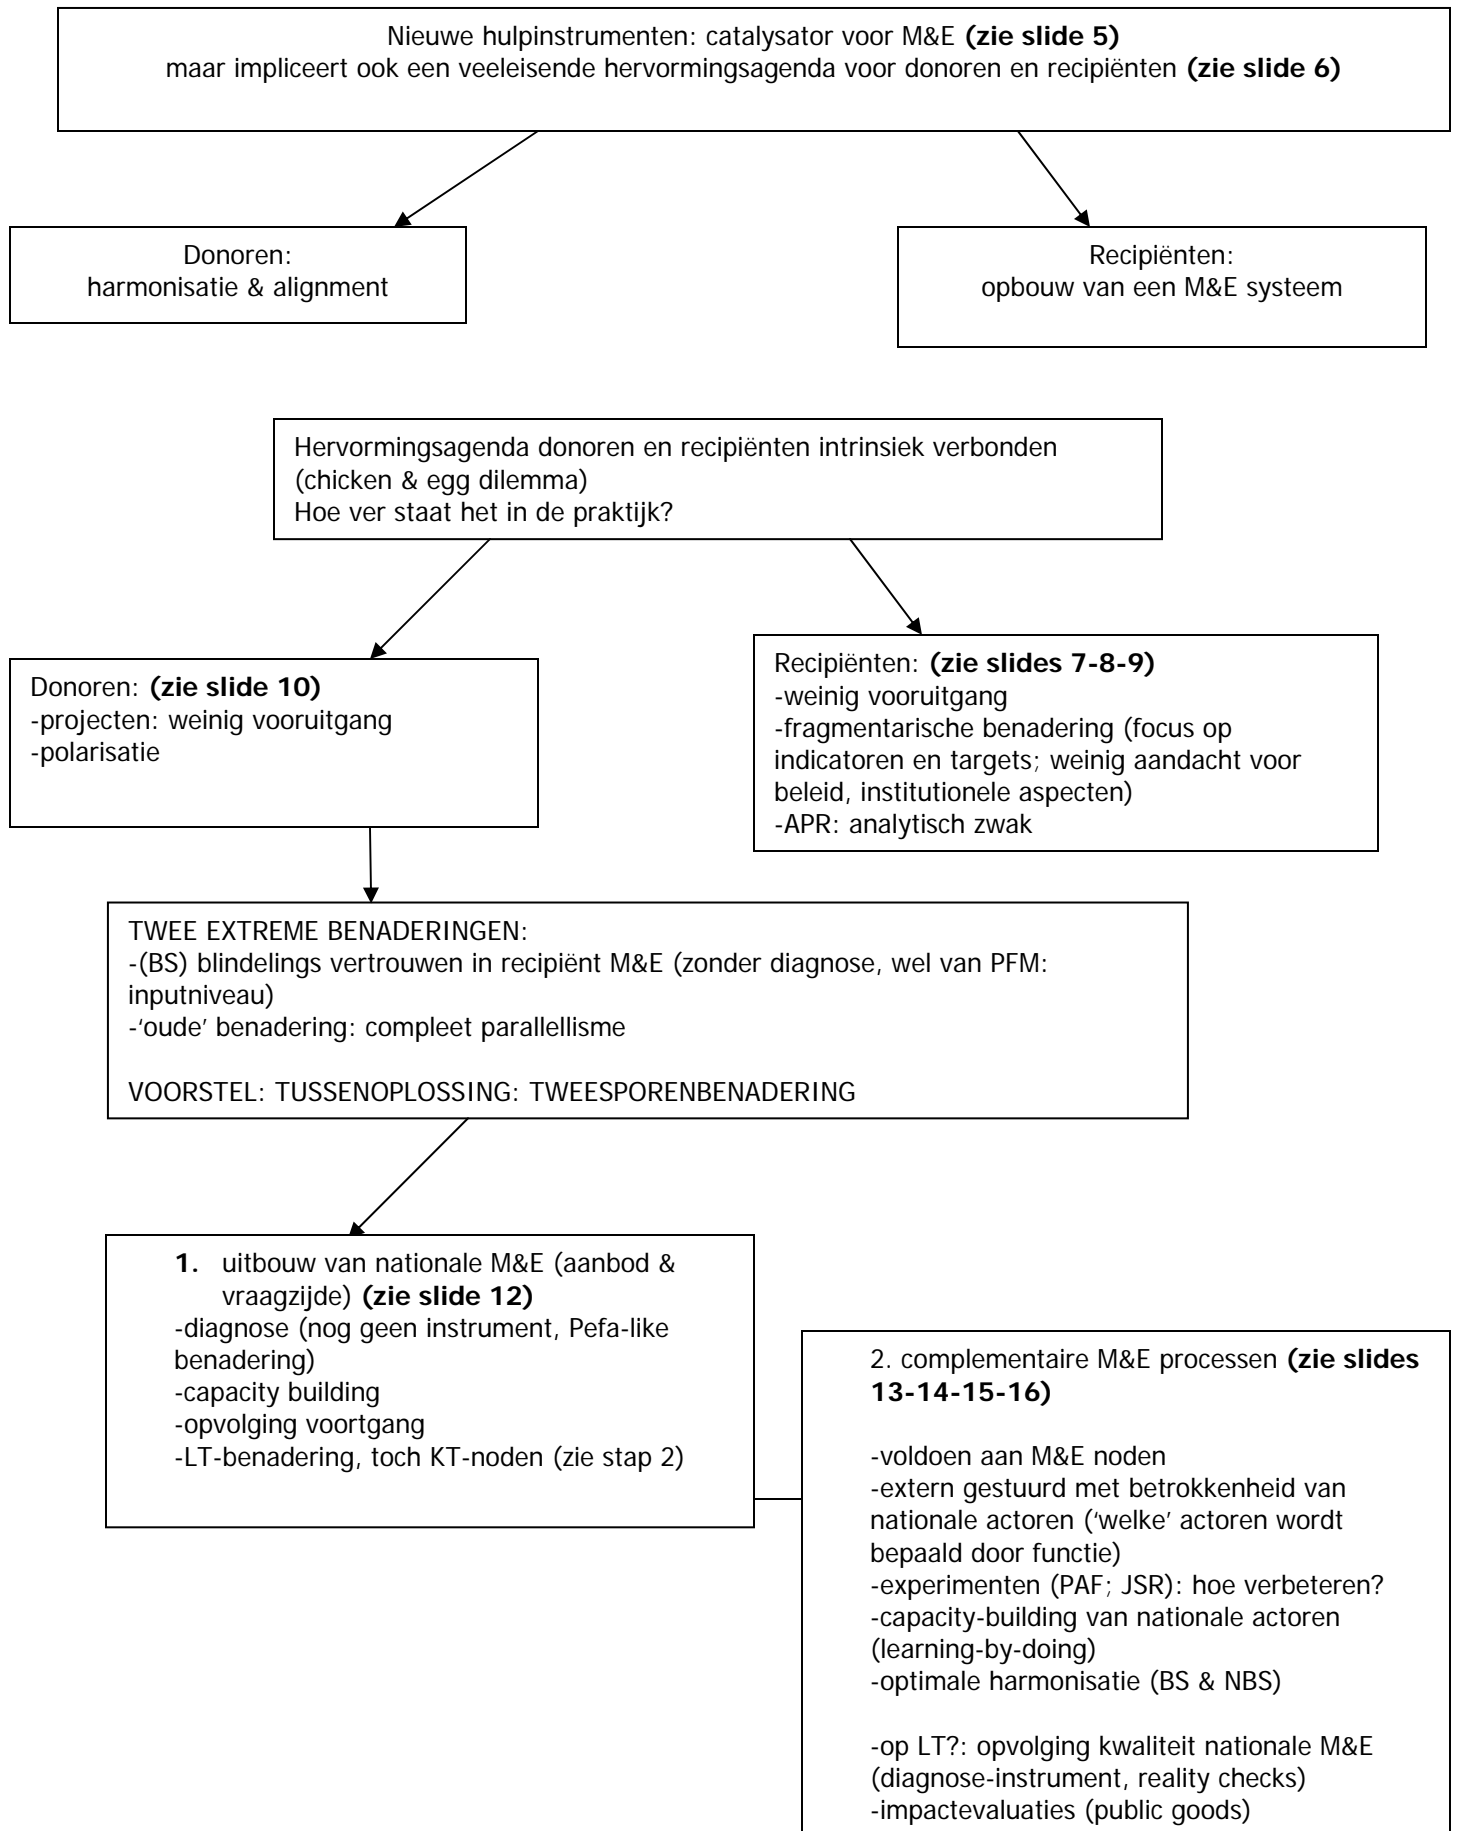 Nieuwe hulpinstrumenten: catalysator voor M&E (zie slide 5)
maar impliceert ook een veeleisende hervormingsagenda voor donoren en recipiënten (zie slide 6)
Donoren:
harmonisatie & alignment
Recipiënten:
opbouw van een M&E systeem
Hervormingsagenda donoren en recipiënten intrinsiek verbonden
(chicken & egg dilemma)
Hoe ver staat het in de praktijk?
Donoren: (zie slide 10)
-projecten: weinig vooruitgang
-polarisatie
Recipiënten: (zie slides 7-8-9)
-weinig vooruitgang
-fragmentarische benadering (focus op
indicatoren en targets; weinig aandacht voor
beleid, institutionele aspecten)
-APR: analytisch zwak
TWEE EXTREME BENADERINGEN:
-(BS) blindelings vertrouwen in recipiënt M&E (zonder diagnose, wel van PFM:
inputniveau)
-‘oude’ benadering: compleet parallellisme
VOORSTEL: TUSSENOPLOSSING: TWEESPORENBENADERING
1. uitbouw van nationale M&E (aanbod &
vraagzijde) (zie slide 12)
-diagnose (nog geen instrument, Pefa-like
benadering)
-capacity building
-opvolging voortgang
-LT-benadering, toch KT-noden (zie stap 2)
2. complementaire M&E processen (zie slides
13-14-15-16)
-voldoen aan M&E noden
-extern gestuurd met betrokkenheid van
nationale actoren (‘welke’ actoren wordt
bepaald door functie)
-experimenten (PAF; JSR): hoe verbeteren?
-capacity-building van nationale actoren
(learning-by-doing)
-optimale harmonisatie (BS & NBS)
-op LT?: opvolging kwaliteit nationale M&E
(diagnose-instrument, reality checks)
-impactevaluaties (public goods)